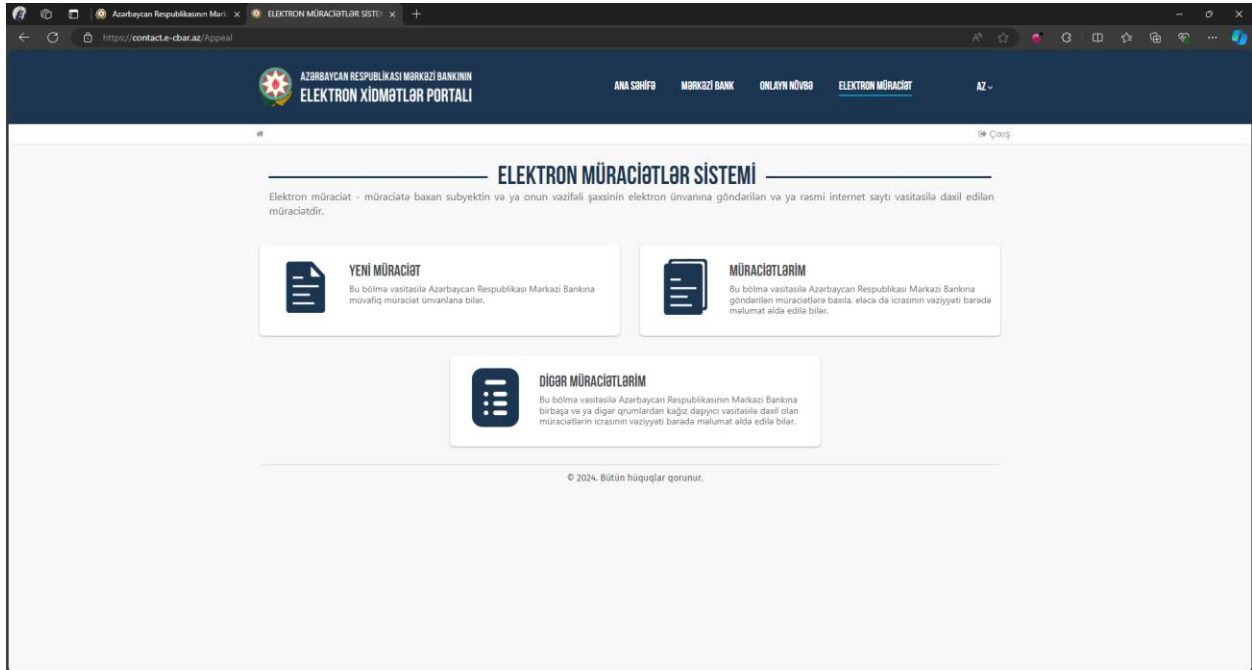 Azərbaycan Respublikasının Mərk
ELEKTRON MÜRACİƏTLƏR SİSTE
https://contact.e-cbar.az/Appeal
AZƏRBAYCAN RESPUBLİKASI MƏRKƏZİ BANKININ
ELEKTRON XİDMƏTLƏR PORTALI
ANA SƏHİFƏ
MƏRKƏZİ BANK
ONLAYN NÖVBƏ
ELEKTRON MÜRACİƏT
AZ
Çıxış
ELEKTRON MÜRACİƏTLƏR SİSTEMİ
Elektron müraciət - müraciətə baxan subyektin və ya onun vəzifəli şəxsinin elektron ünvanına göndərilən və ya rəsmi internet saytı vasitəsilə daxil edilən
müraciətdir.
YENİ MÜRACİƏT
Bu bölmə vasitəsilə Azərbaycan Respublikası Mərkəzi Bankına
müvafiq müraciət ünvanlana bilər.
MÜRACİƏTLƏRİM
Bu bölmə vasitəsilə Azərbaycan Respublikası Mərkəzi Bankına
göndərilən müraciətlərə baxıla, eləcə də icrasının vəziyyəti barədə
məlumat əldə edilə bilər.
DİGƏR MÜRACİƏTLƏRİM
Bu bölmə vasitəsilə Azərbaycan Respublikasının Mərkəzi Bankına
birbaşa və ya digər qrumlardan kağız daşıyıcı vasitəsilə daxil olan
müraciətlərin icrasının vəziyyəti barədə məlumat əldə edilə bilər.
© 2024. Bütün hüquqlar qorunur.